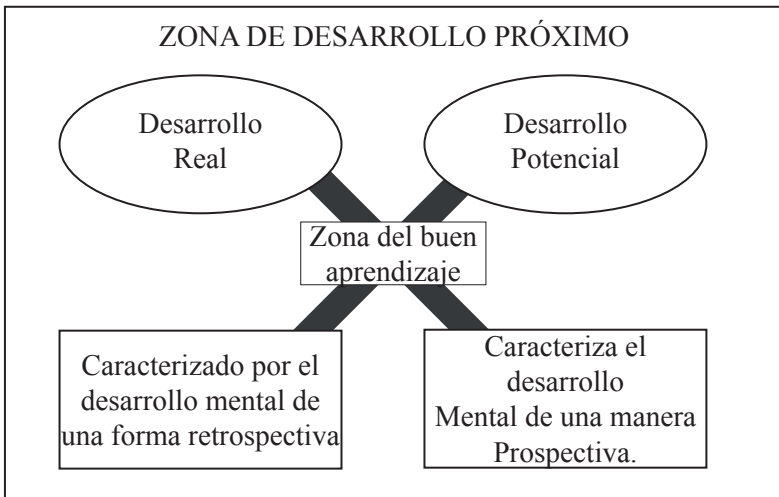 ZONA DE DESARROLLO PRÓXIMO
Desarrollo
Real
Desarrollo
Potencial
Zona del buen
aprendizaje
Caracterizado por el
desarrollo mental de
una forma retrospectiva
Caracteriza el
desarrollo
Mental de una manera
Prospectiva.